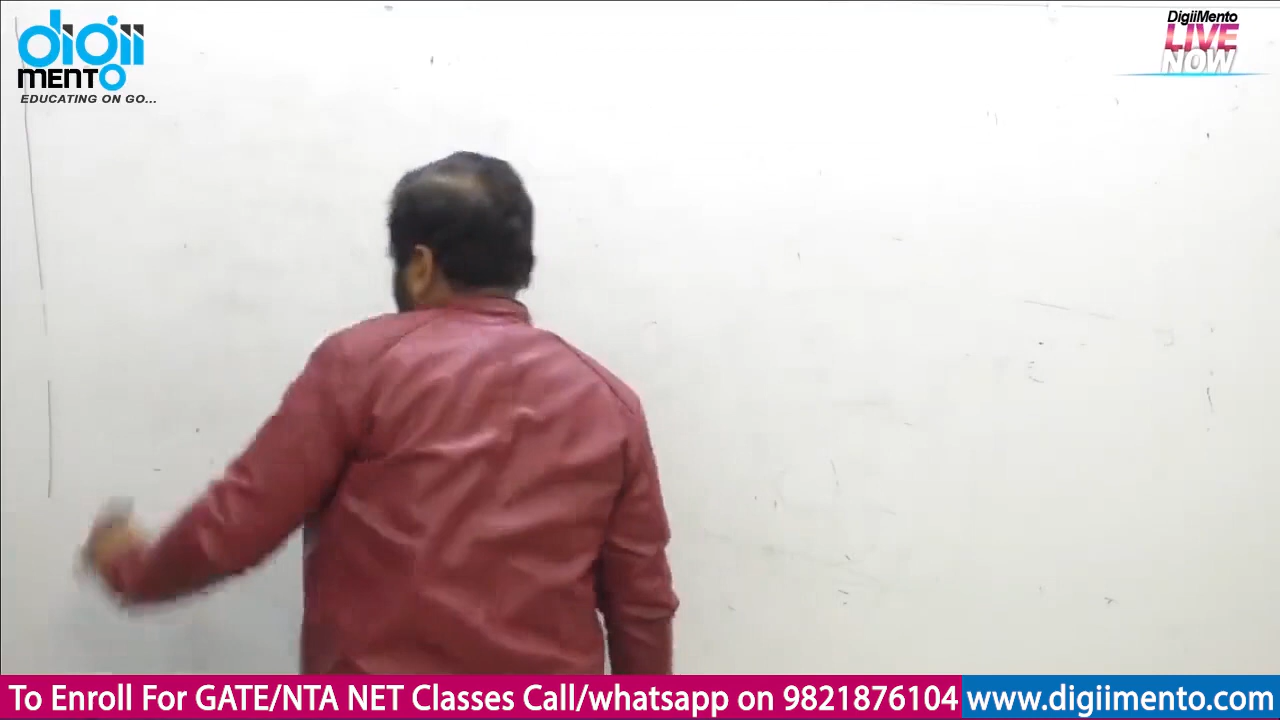 digii
MENTO
EDUCATING ON GO...
DigiiMento
LIVE
NOW
To Enroll For GATE/NTA NET Classes Call/whatsapp on 9821876104
www.digiimento.com